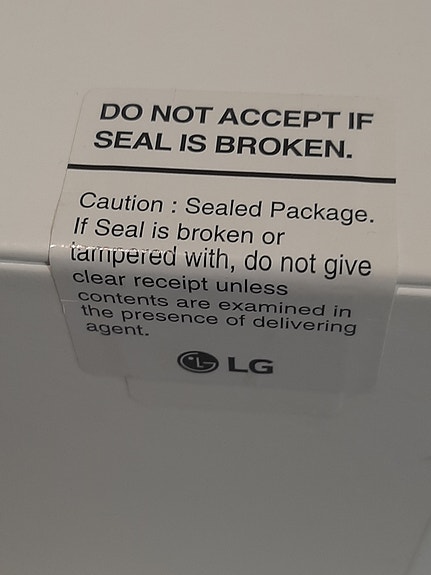 DO NOT ACCEPT IF
SEAL IS BROKEN.
Caution : Sealed Package.
If Seal is broken or
tampered with, do not give
clear receipt unless
contents are examined in
the presence of delivering
agent.
LG